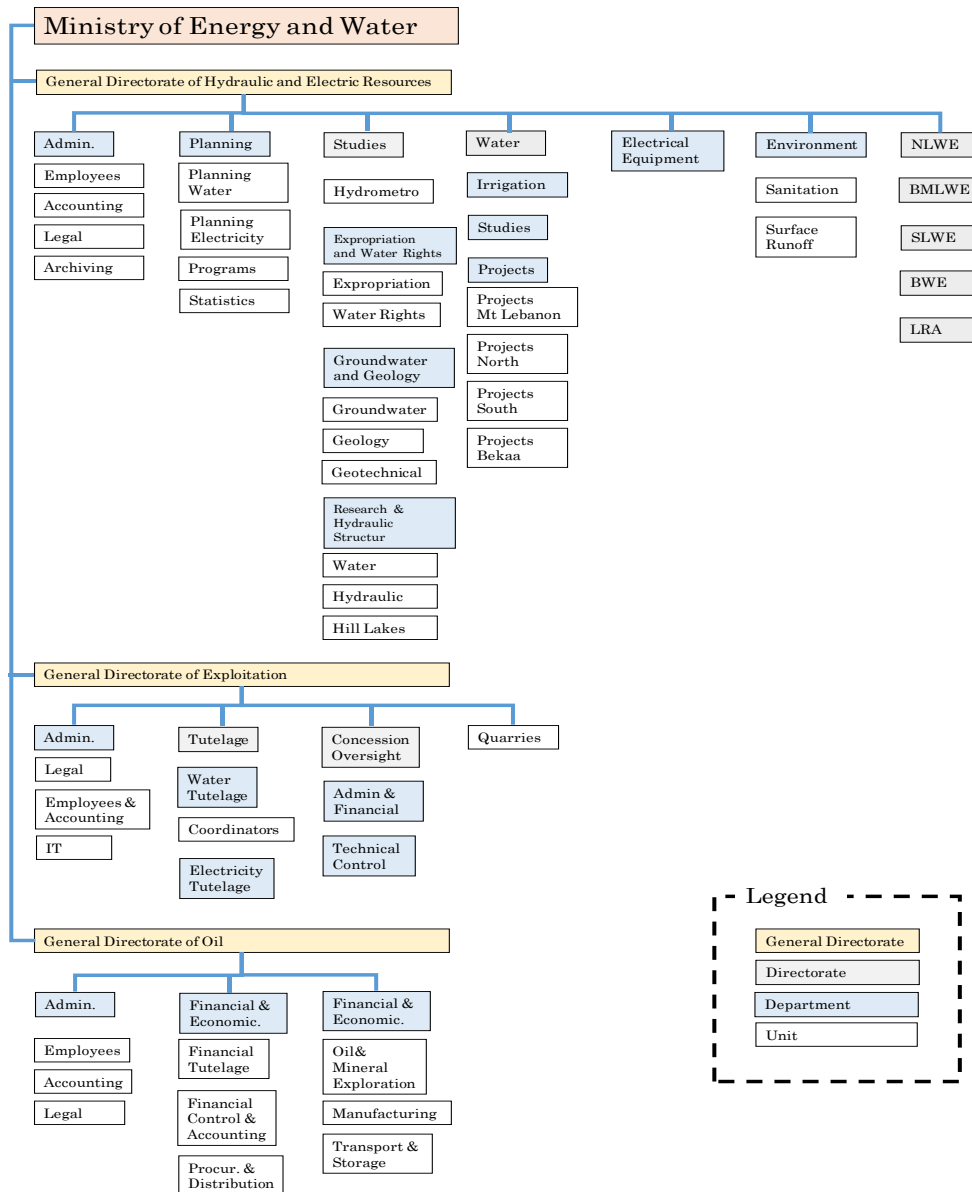 Ministry of Energy and Water
General Directorate of Hydraulic and Electric Resources
Admin.
Employees
Accounting
Legal
Archiving
Planning
Planning
Water
Planning
Electricity
Programs
Statistics
Studies
Hydrometro
Expropriation
and Water Rights
Expropriation
Water Rights
Groundwater
and Geology
Groundwater
Geology
Geotechnical
Research &
Hydraulic
Structur
Water
Hydraulic
Hill Lakes
Water
Irrigation
Studies
Projects
Projects
Mt Lebanon
Projects
North
Projects
South
Projects
Bekaa
Electrical
Equipment
Environment
Sanitation
Surface
Runoff
NLWE
BMLWE
SLWE
BWE
LRA
General Directorate of Exploitation
Admin.
Legal
Employees &
Accounting
IT
Tutelage
Water
Tutelage
Coordinators
Electricity
Tutelage
Concession
Oversight
Admin &
Financial
Technical
Control
Quarries
General Directorate of Oil
Admin.
Employees
Accounting
Legal
Financial &
Economic.
Financial
Tutelage
Financial
Control &
Accounting
Procur. &
Distribution
Financial &
Economic.
Oil&
Mineral
Exploration
Manufacturing
Transport &
Storage
Legend
General Directorate
Directorate
Department
Unit